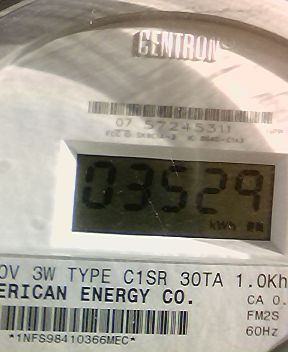 CENTRON
07 57245311
03529
kWh
0V 3W TYPE C1SR 30TA 1.0Kh
ERICAN ENERGY CO.
CA 0.
FM2S
60Hz
*1NFS98410366MEC*